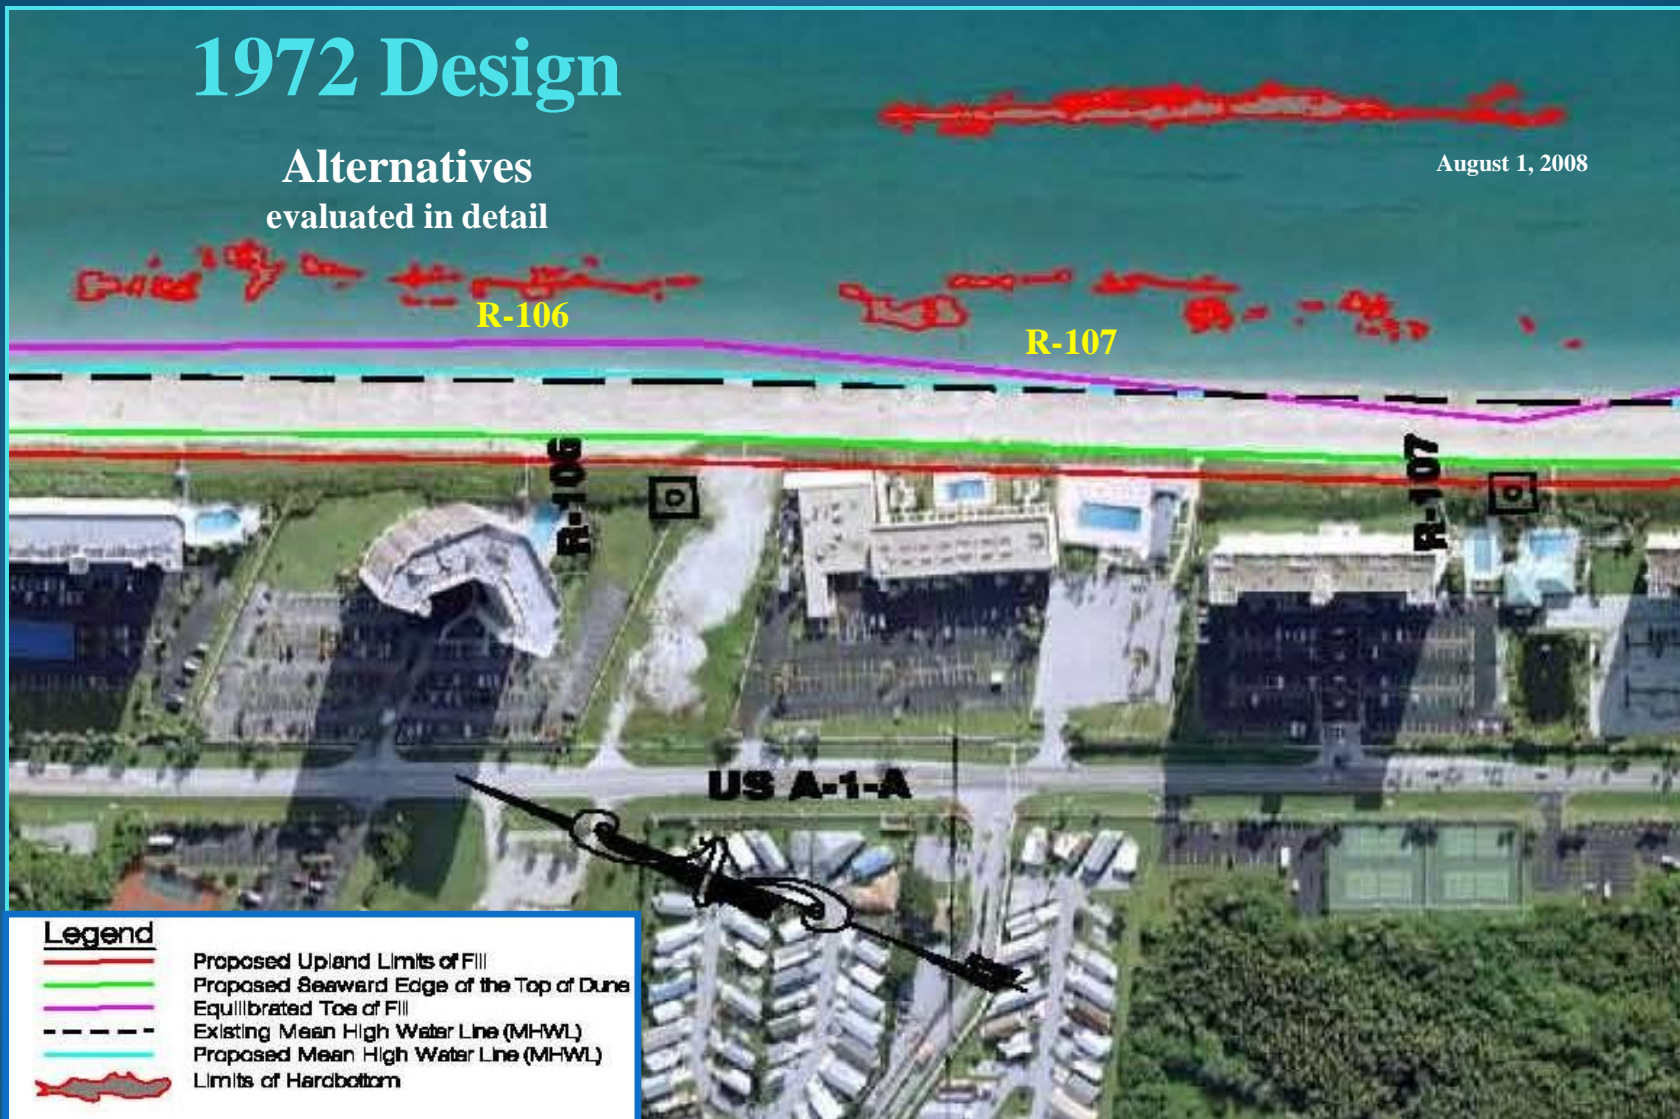 1972 Design
Alternatives
evaluated in detail
August 1, 2008
R-106
R-107
R-106
R-107
US A-1-A
Legend
Proposed Upland Limits of Fill
Proposed Seaward Edge of the Top of Dune
Equilibrated Toe of Fill
Existing Mean High Water Line (MHWL)
Proposed Mean High Water Line (MHWL)
Limits of Hardbottom